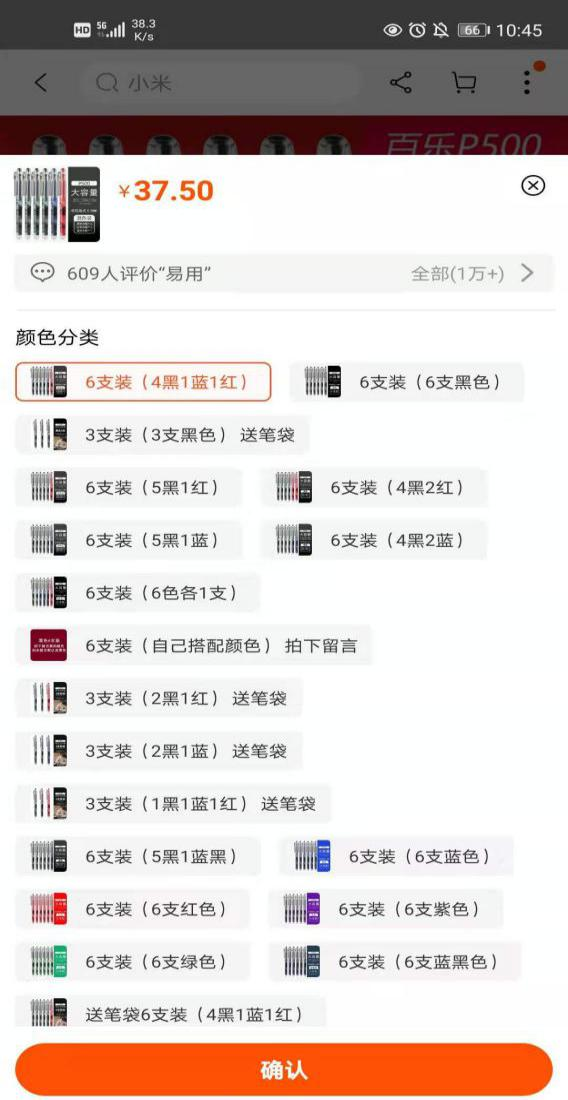 HD 5G 38.3 K/s 66 10:45
小米
百乐P500
P500
大容量
￥37.50
609人评价“易用” 全部(1万+)
颜色分类
6支装（4黑1蓝1红） 6支装（6支黑色）
3支装（3支黑色） 送笔袋
6支装（5黑1红） 6支装（4黑2红）
6支装（5黑1蓝） 6支装（4黑2蓝）
6支装（6色各1支）
6支装（自己搭配颜色） 拍下留言
3支装（2黑1红） 送笔袋
3支装（2黑1蓝） 送笔袋
3支装（1黑1蓝1红） 送笔袋
6支装（5黑1蓝黑） 6支装（6支蓝色）
6支装（6支红色） 6支装（6支紫色）
6支装（6支绿色） 6支装（6支蓝黑色）
送笔袋6支装（4黑1蓝1红）
确认